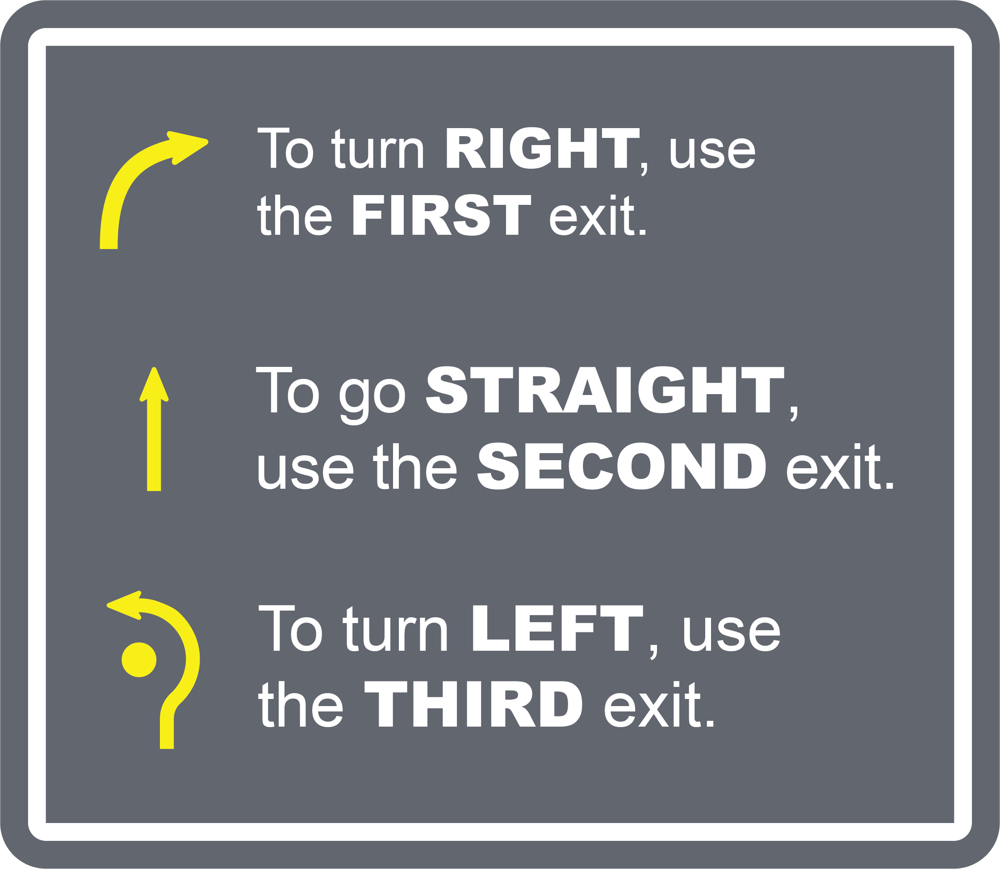 To turn RIGHT, use
the FIRST exit.
To go STRAIGHT,
use the SECOND exit.
To turn LEFT, use
the THIRD exit.